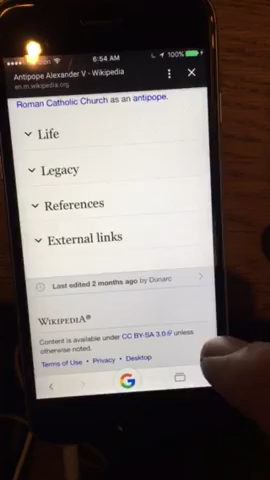 6:54 AM
100%
Antipope Alexander V - Wikipedia
en.m.wikipedia.org
Roman Catholic Church as an antipope.
Life
Legacy
References
External links
Last edited 2 months ago by Dunarc
WIKIPEDIA®
Content is available under CC BY-SA 3.0 unless
otherwise noted.
Terms of Use • Privacy • Desktop
G